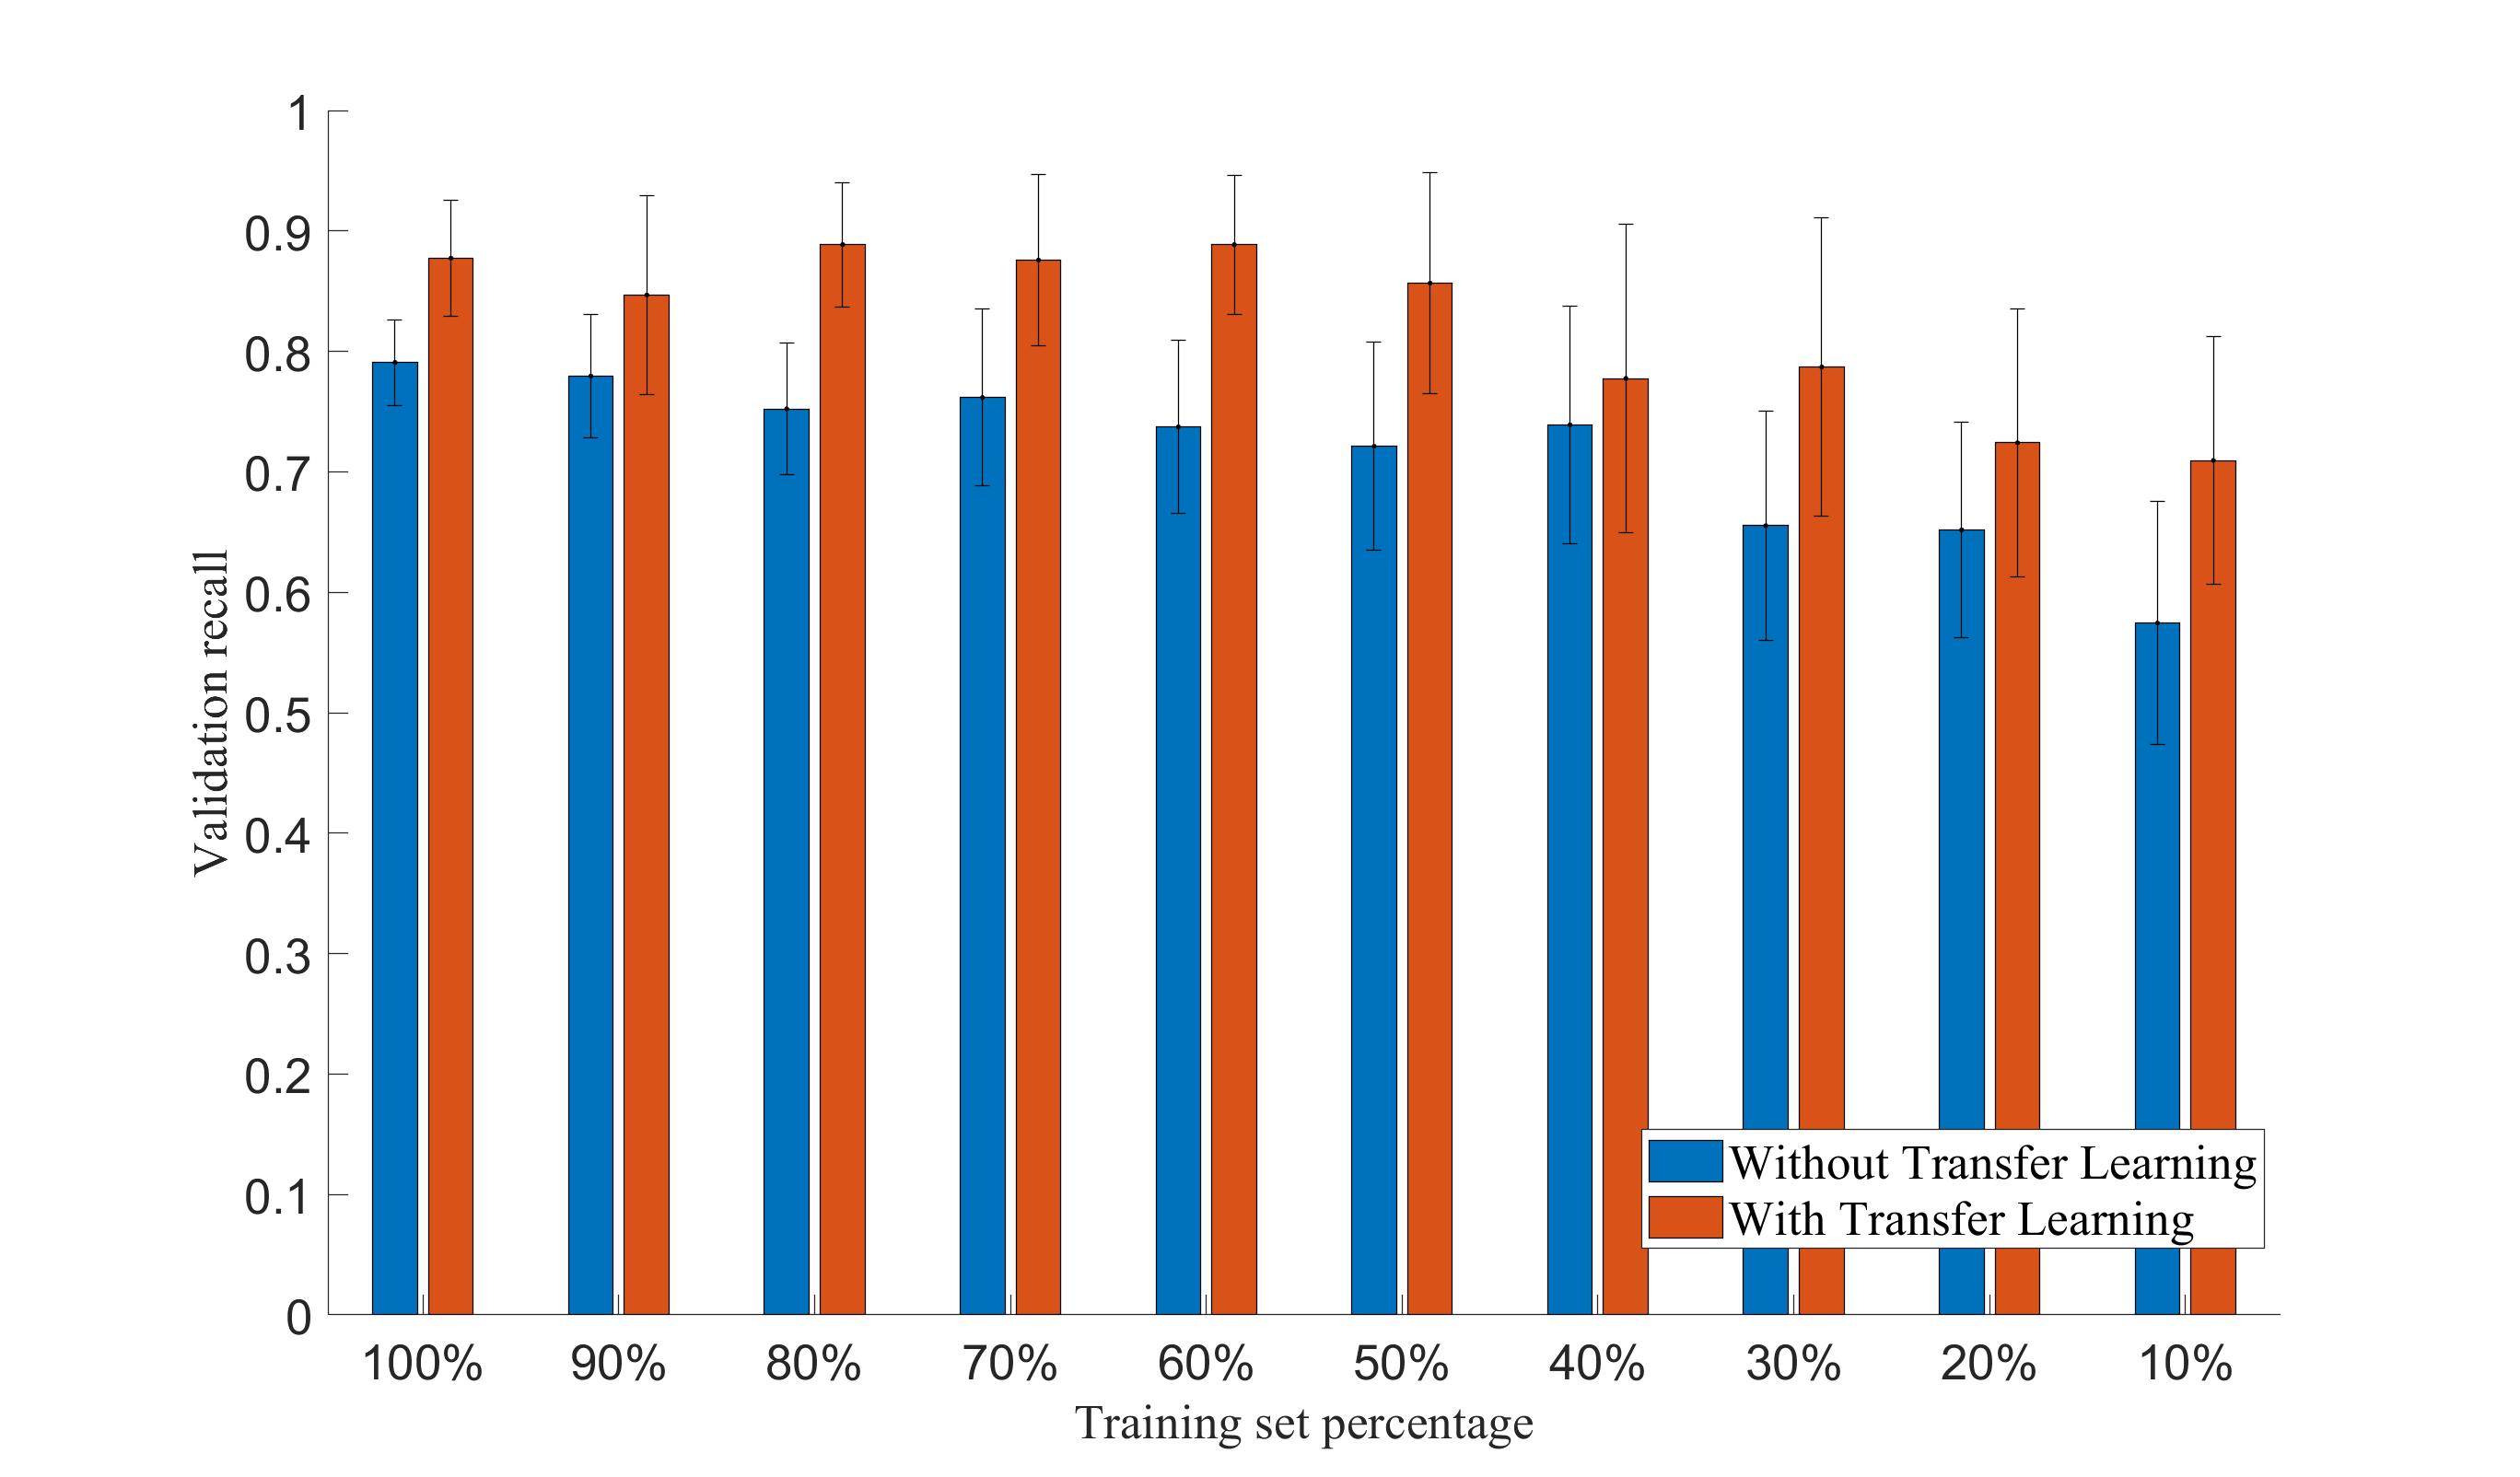 1
0.9
0.8
0.7
0.6
0.5
0.4
0.3
0.2
0.1
0
Validation recall
Without Transfer Learning
With Transfer Learning
100% 90% 80% 70% 60% 50% 40% 30% 20% 10%
Training set percentage